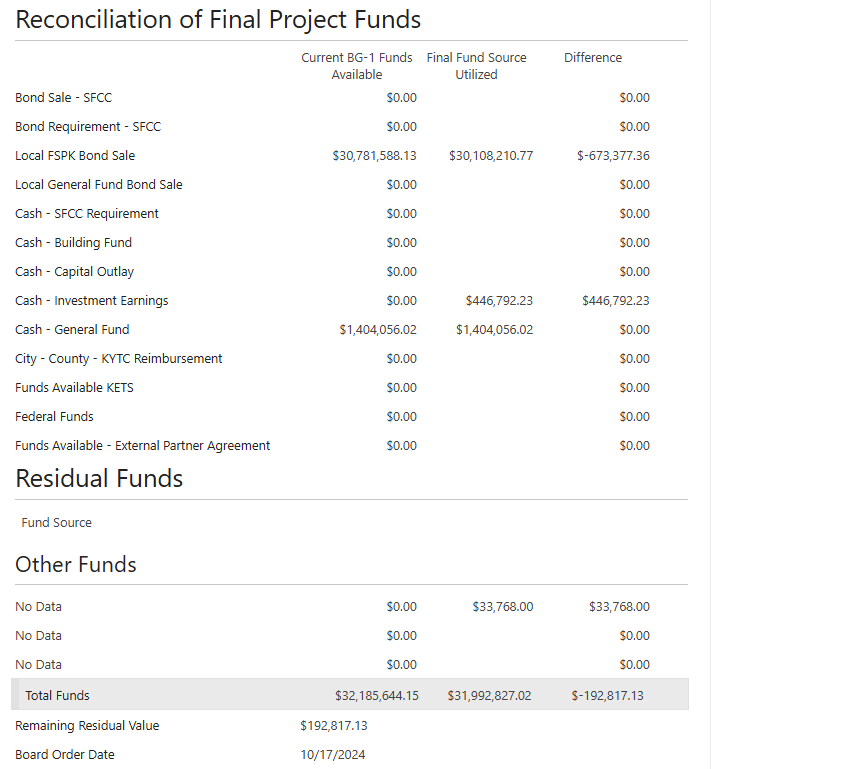 Reconciliation of Final Project Funds
Current BG-1 Funds Available Final Fund Source Utilized Difference
Bond Sale - SFCC $0.00 $0.00
Bond Requirement - SFCC $0.00 $0.00
Local FSPK Bond Sale $30,781,588.13 $30,108,210.77 $-673,377.36
Local General Fund Bond Sale $0.00 $0.00
Cash - SFCC Requirement $0.00 $0.00
Cash - Building Fund $0.00 $0.00
Cash - Capital Outlay $0.00 $0.00
Cash - Investment Earnings $0.00 $446,792.23 $446,792.23
Cash - General Fund $1,404,056.02 $1,404,056.02 $0.00
City - County - KYTC Reimbursement $0.00 $0.00
Funds Available KETS $0.00 $0.00
Federal Funds $0.00 $0.00
Funds Available - External Partner Agreement $0.00 $0.00
Residual Funds
Fund Source
Other Funds
No Data $0.00 $33,768.00 $33,768.00
No Data $0.00 $0.00
No Data $0.00 $0.00
Total Funds $32,185,644.15 $31,992,827.02 $-192,817.13
Remaining Residual Value $192,817.13
Board Order Date 10/17/2024